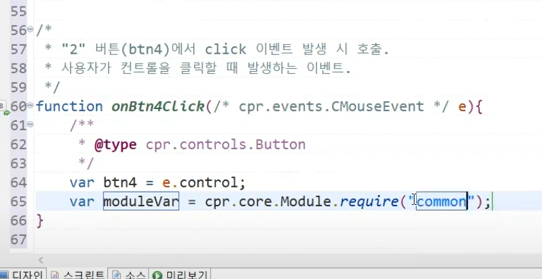 55
56 /*
57  * "2" 버튼(btn4)에서 click 이벤트 발생 시 호출.
58  * 사용자가 컨트롤을 클릭할 때 발생하는 이벤트.
59  */
60 function onBtn4Click(/* cpr.events.CMouseEvent */ e){
61     /**
62      * @type cpr.controls.Button
63      */
64     var btn4 = e.control;
65     var moduleVar = cpr.core.Module.require("common");
66 }
67
디자인 스크립트 소스 미리보기